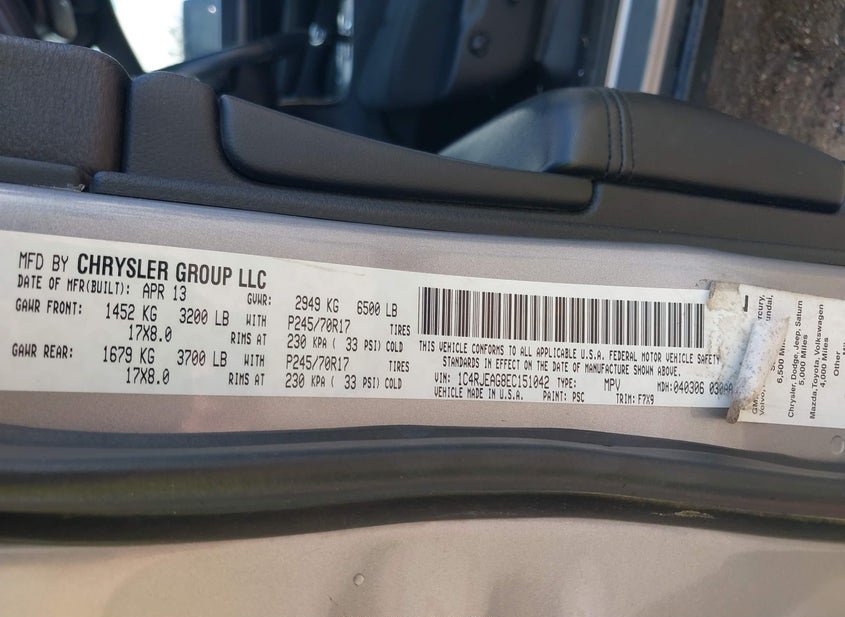 MFD BY CHRYSLER GROUP LLC
DATE OF MFR(BUILT): APR 13 GVWR: 2949 KG 6500 LB
GAWR FRONT: 1452 KG 3200 LB WITH P245/70R17 TIRES
17X8.0 RIMS AT 230 KPA ( 33 PSI) COLD
GAWR REAR: 1679 KG 3700 LB WITH P245/70R17 TIRES
17X8.0 RIMS AT 230 KPA ( 33 PSI) COLD
THIS VEHICLE CONFORMS TO ALL APPLICABLE U.S.A. FEDERAL MOTOR VEHICLE SAFETY
STANDARDS IN EFFECT ON THE DATE OF MANUFACTURE SHOWN ABOVE.
VIN: 1C4RJEAG8EC151042 TYPE: MPV MDH: 040306 030AA
VEHICLE MADE IN U.S.A. PAINT: PSC TRIM: F7X9
Volvo,
6,500
Chrysler, Dodge, Jeep, Saturn
5,000 Miles
Mazda, Toyota, Volkswagen
4,000 Miles
Other